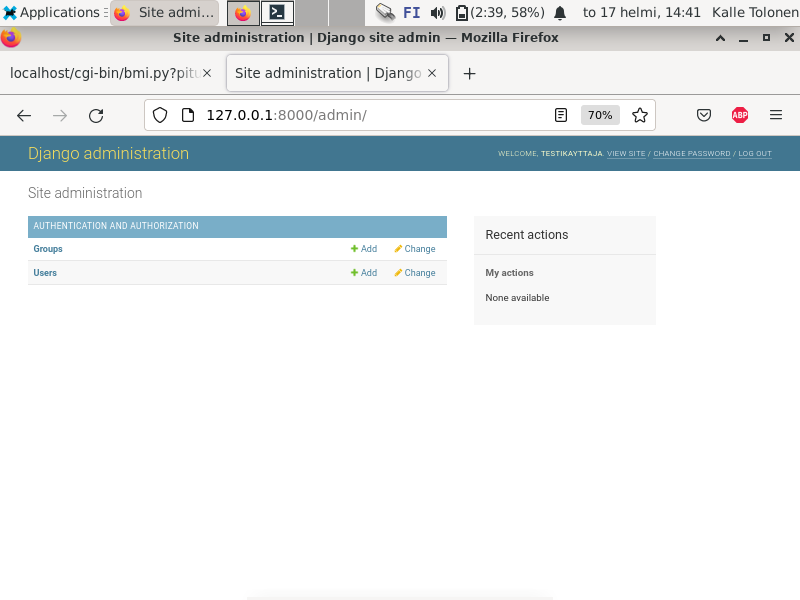 Applications Site admi... FI (2:39, 58%) to 17 helmi, 14:41 Kalle Tolonen
Site administration | Django site admin — Mozilla Firefox
localhost/cgi-bin/bmi.py?pitu Site administration | Django
127.0.0.1:8000/admin/ 70% ABP
Django administration WELCOME, TESTIKAYTTAJA. VIEW SITE / CHANGE PASSWORD / LOG OUT
Site administration
AUTHENTICATION AND AUTHORIZATION
Groups Add Change
Users Add Change
Recent actions
My actions
None available